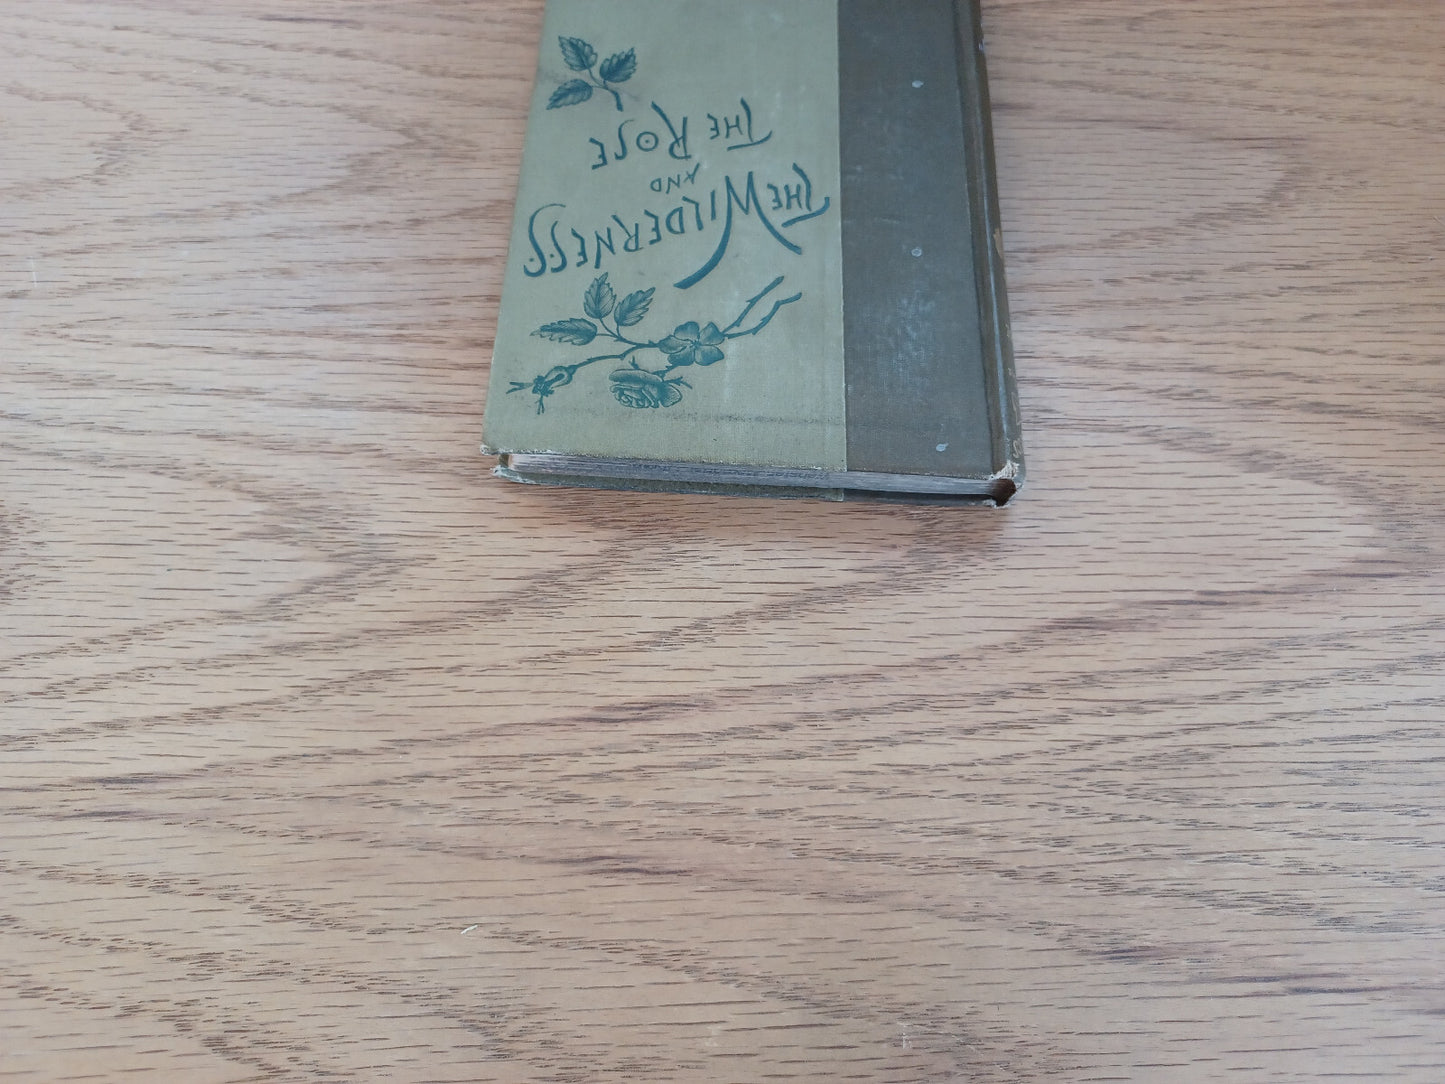 THE WILDERNESS
AND
THE ROSE